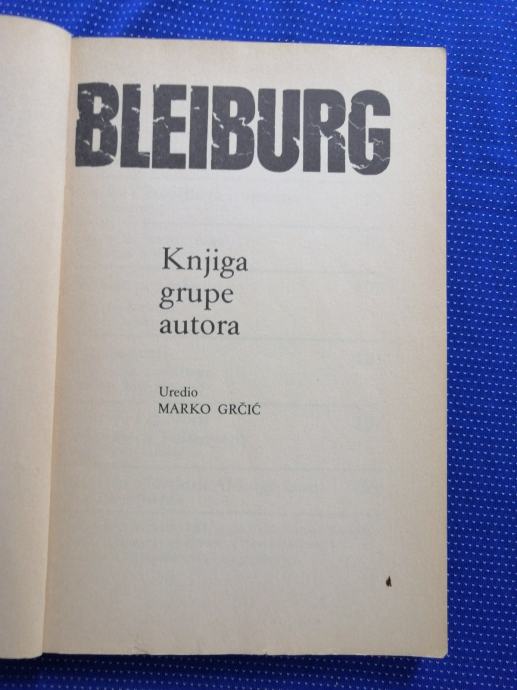 BLEIBURG
Knjiga
grupe
autora
Uredio
MARKO GRČIĆ